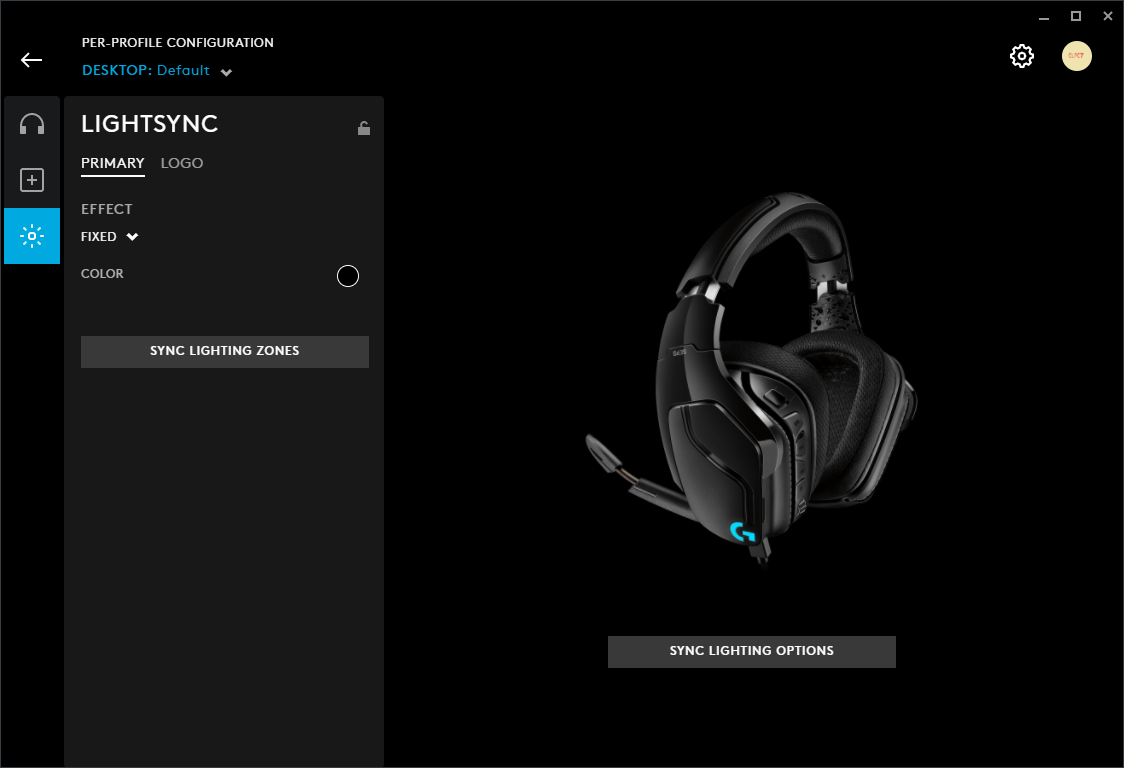 PER-PROFILE CONFIGURATION
DESKTOP: Default
LIGHTSYNC
PRIMARY LOGO
EFFECT
FIXED
COLOR
SYNC LIGHTING ZONES
SYNC LIGHTING OPTIONS